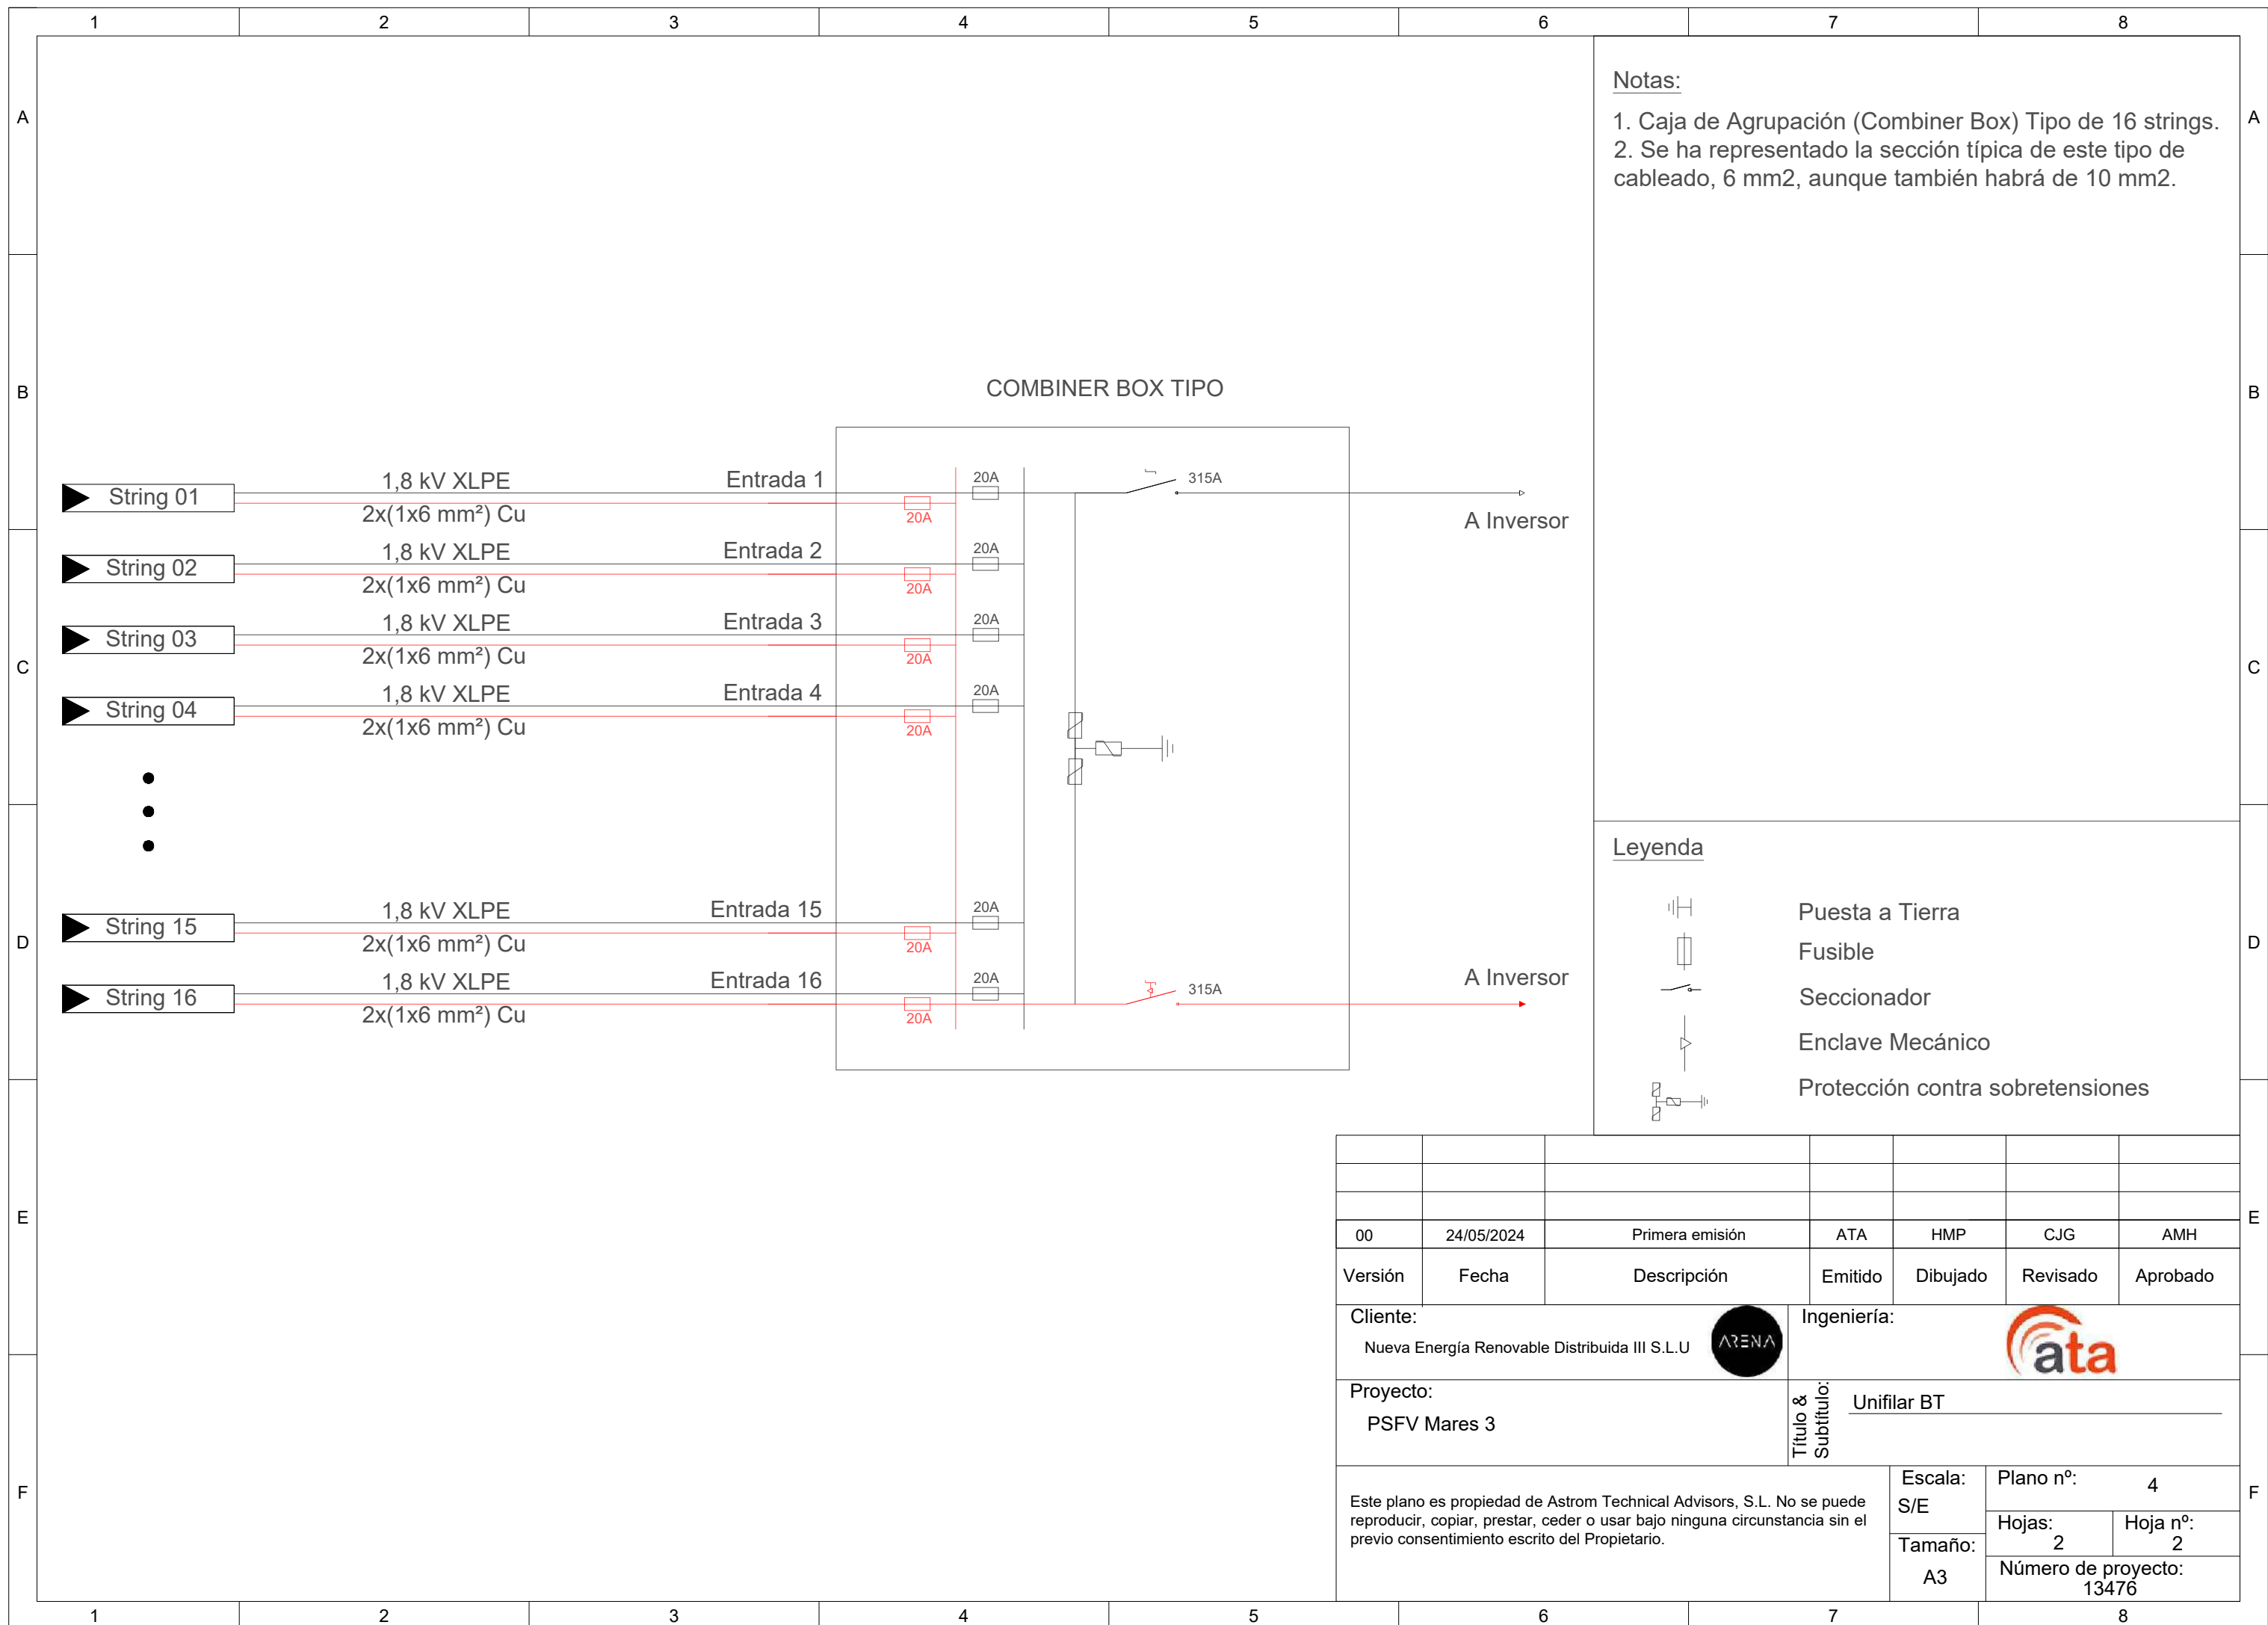 1 2 3 4 5 6 7 8
A A
B B
C C
D D
E E
F F
Notas:
1. Caja de Agrupación (Combiner Box) Tipo de 16 strings.
2. Se ha representado la sección típica de este tipo de
cableado, 6 mm2, aunque también habrá de 10 mm2.
COMBINER BOX TIPO
String 01 1,8 kV XLPE Entrada 1 20A 315A
2x(1x6 mm²) Cu 20A A Inversor
String 02 1,8 kV XLPE Entrada 2 20A
2x(1x6 mm²) Cu 20A
String 03 1,8 kV XLPE Entrada 3 20A
2x(1x6 mm²) Cu 20A
String 04 1,8 kV XLPE Entrada 4 20A
2x(1x6 mm²) Cu 20A
String 15 1,8 kV XLPE Entrada 15 20A
2x(1x6 mm²) Cu 20A
String 16 1,8 kV XLPE Entrada 16 20A 315A A Inversor
2x(1x6 mm²) Cu 20A
Leyenda
Puesta a Tierra
Fusible
Seccionador
Enclave Mecánico
Protección contra sobretensiones
00 24/05/2024 Primera emisión ATA HMP CJG AMH
Versión Fecha Descripción Emitido Dibujado Revisado Aprobado
Cliente:
Nueva Energía Renovable Distribuida III S.L.U
ARENA
Ingeniería:
ata
Proyecto:
PSFV Mares 3
Título &
Subtítulo:
Unifilar BT
Este plano es propiedad de Astrom Technical Advisors, S.L. No se puede
reproducir, copiar, prestar, ceder o usar bajo ninguna circunstancia sin el
previo consentimiento escrito del Propietario.
Escala:
S/E
Tamaño:
A3
Plano nº: 4
Hojas: 2
Hoja nº: 2
Número de proyecto:
13476
1 2 3 4 5 6 7 8